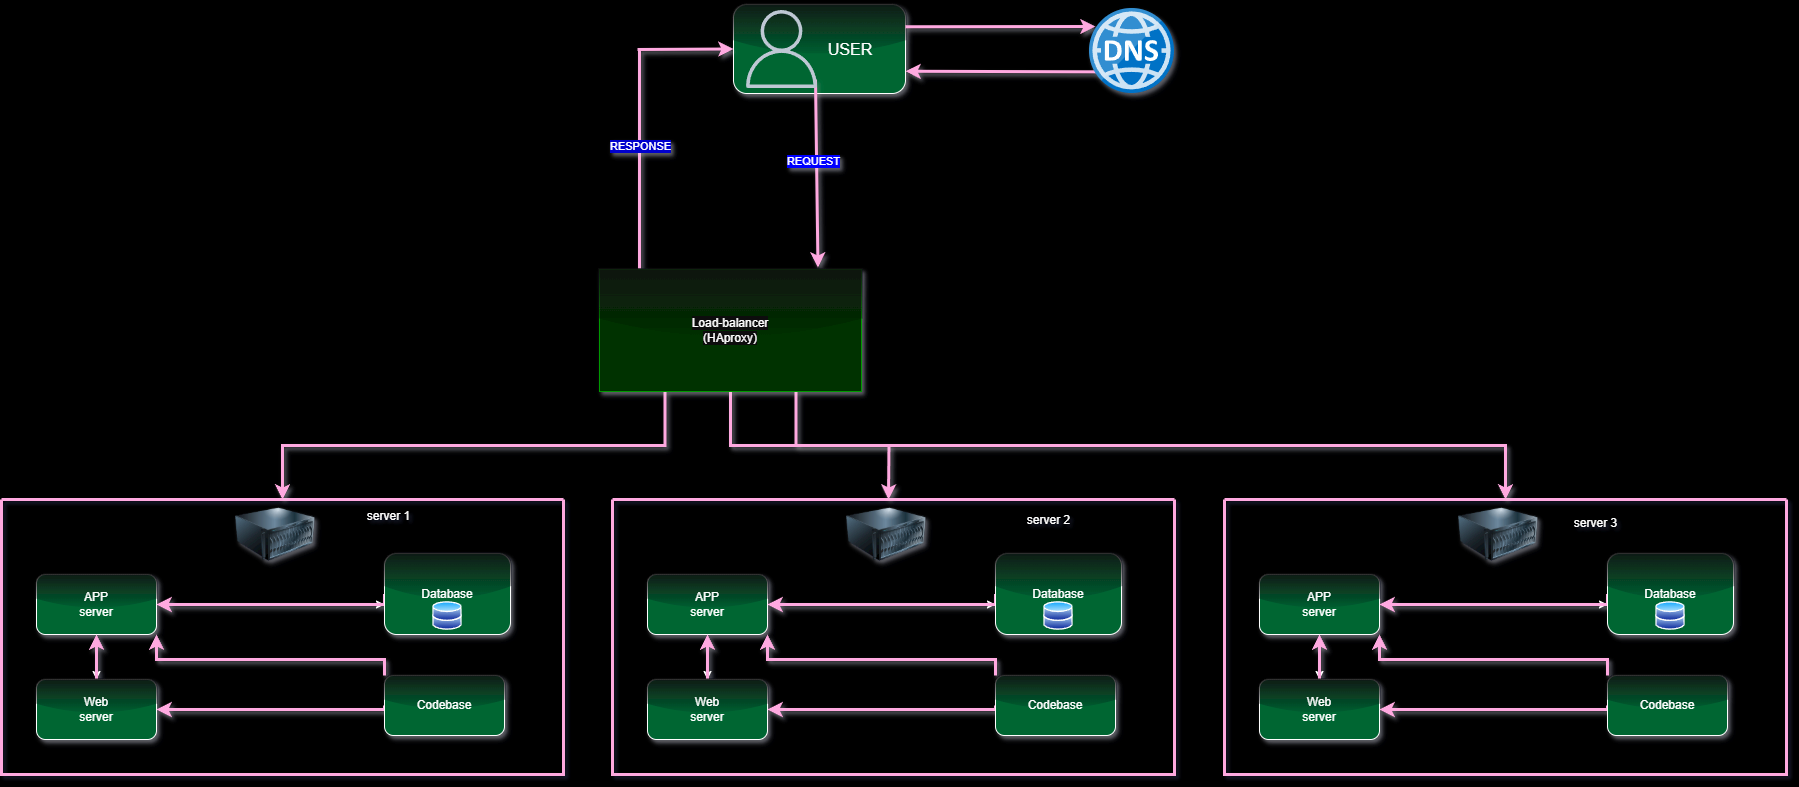 USER
DNS
RESPONSE
REQUEST
Load-balancer
(HAproxy)
server 1
APP
server
Database
Web
server
Codebase
server 2
APP
server
Database
Web
server
Codebase
server 3
APP
server
Database
Web
server
Codebase